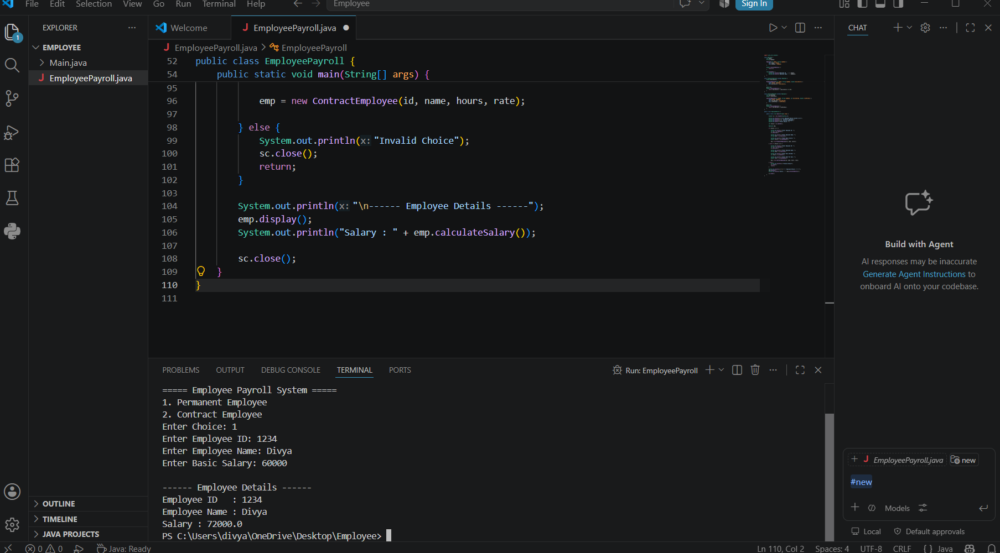 File Edit Selection View Go Run Terminal Help Employee Sign In
EXPLORER
1
EMPLOYEE
Main.java
J EmployeePayroll.java
OUTLINE
TIMELINE
JAVA PROJECTS
Welcome J EmployeePayroll.java
J EmployeePayroll.java > EmployeePayroll
52 public class EmployeePayroll {
54 public static void main(String[] args) {
95
96 emp = new ContractEmployee(id, name, hours, rate);
97
98 } else {
99 System.out.println(x: "Invalid Choice");
100 sc.close();
101 return;
102 }
103
104 System.out.println(x: "\n------ Employee Details ------");
105 emp.display();
106 System.out.println("Salary : " + emp.calculateSalary());
107
108 sc.close();
109 }
110 }
111
PROBLEMS OUTPUT DEBUG CONSOLE TERMINAL PORTS
Run: EmployeePayroll
===== Employee Payroll System =====
1. Permanent Employee
2. Contract Employee
Enter Choice: 1
Enter Employee ID: 1234
Enter Employee Name: Divya
Enter Basic Salary: 60000
------ Employee Details ------
Employee ID   : 1234
Employee Name : Divya
Salary : 72000.0
PS C:\Users\divya\OneDrive\Desktop\Employee>
CHAT
Build with Agent
AI responses may be inaccurate
Generate Agent Instructions to
onboard AI onto your codebase.
J EmployeePayroll.java new
#new
Models
Local Default approvals
0 0 Java: Ready Ln 110, Col 2 Spaces: 4 UTF-8 CRLF { } Java